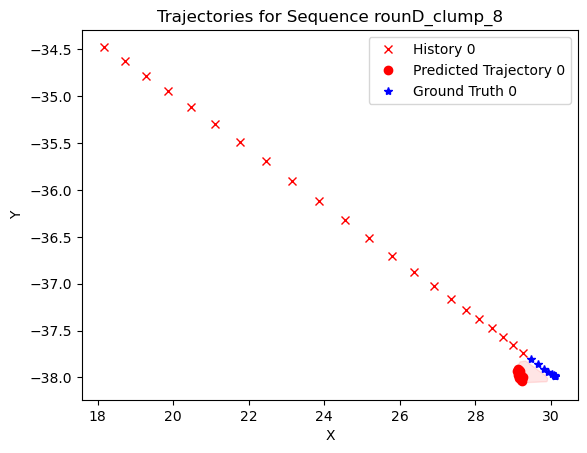 Trajectories for Sequence rounD_clump_8
History 0
Predicted Trajectory 0
Ground Truth 0
Y
−34.5
−35.0
−35.5
−36.0
−36.5
−37.0
−37.5
−38.0
18 20 22 24 26 28 30
X